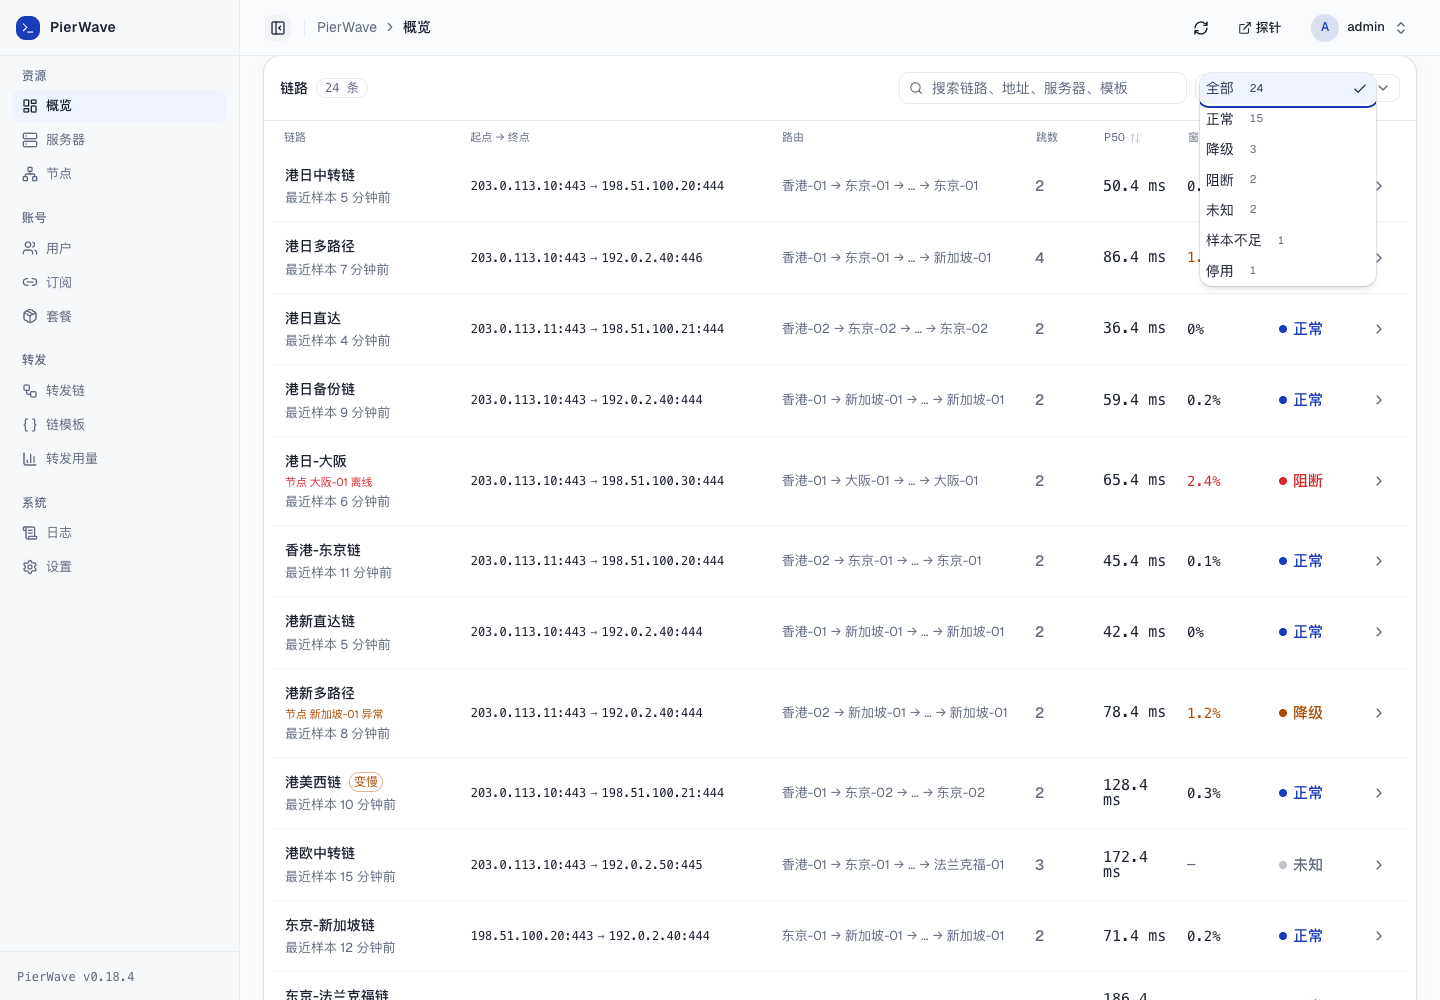 PierWave
PierWave
概览
探针
A
admin
资源
概览
服务器
节点
账号
用户
订阅
套餐
转发
转发链
链模板
转发用量
系统
日志
设置
PierWave v0.18.4
链路
24 条
搜索链路、地址、服务器、模板
全部 24
正常 15
降级 3
阻断 2
未知 2
样本不足 1
停用 1
链路 起点 → 终点 路由 跳数 P50 ↑↓
港日中转链
最近样本 5 分钟前
203.0.113.10:443 → 198.51.100.20:444
香港-01 → 东京-01 → … → 东京-01
2
50.4 ms
港日多路径
最近样本 7 分钟前
203.0.113.10:443 → 192.0.2.40:446
香港-01 → 东京-01 → … → 新加坡-01
4
86.4 ms
港日直达
最近样本 4 分钟前
203.0.113.11:443 → 198.51.100.21:444
香港-02 → 东京-02 → … → 东京-02
2
36.4 ms
0%
正常
港日备份链
最近样本 9 分钟前
203.0.113.10:443 → 192.0.2.40:444
香港-01 → 新加坡-01 → … → 新加坡-01
2
59.4 ms
0.2%
正常
港日-大阪
节点 大阪-01 离线
最近样本 6 分钟前
203.0.113.10:443 → 198.51.100.30:444
香港-01 → 大阪-01 → … → 大阪-01
2
65.4 ms
2.4%
阻断
香港-东京链
最近样本 11 分钟前
203.0.113.10:443 → 198.51.100.20:444
香港-02 → 东京-01 → … → 东京-01
2
45.4 ms
0.1%
正常
港新直达链
最近样本 5 分钟前
203.0.113.10:443 → 192.0.2.40:444
香港-01 → 新加坡-01 → … → 新加坡-01
2
42.4 ms
0%
正常
港新多路径
节点 新加坡-01 异常
最近样本 8 分钟前
203.0.113.11:443 → 192.0.2.40:444
香港-02 → 新加坡-01 → … → 新加坡-01
2
78.4 ms
1.2%
降级
港美西链 变慢
最近样本 10 分钟前
203.0.113.10:443 → 198.51.100.21:444
香港-01 → 东京-02 → … → 东京-02
2
128.4
ms
0.3%
正常
港欧中转链
最近样本 15 分钟前
203.0.113.10:443 → 192.0.2.50:445
香港-01 → 东京-01 → … → 法兰克福-01
3
172.4
ms
—
未知
东京-新加坡链
最近样本 12 分钟前
198.51.100.20:443 → 192.0.2.40:444
东京-01 → 新加坡-01 → … → 新加坡-01
2
71.4 ms
0.2%
正常
东京-法兰克福链
186.4